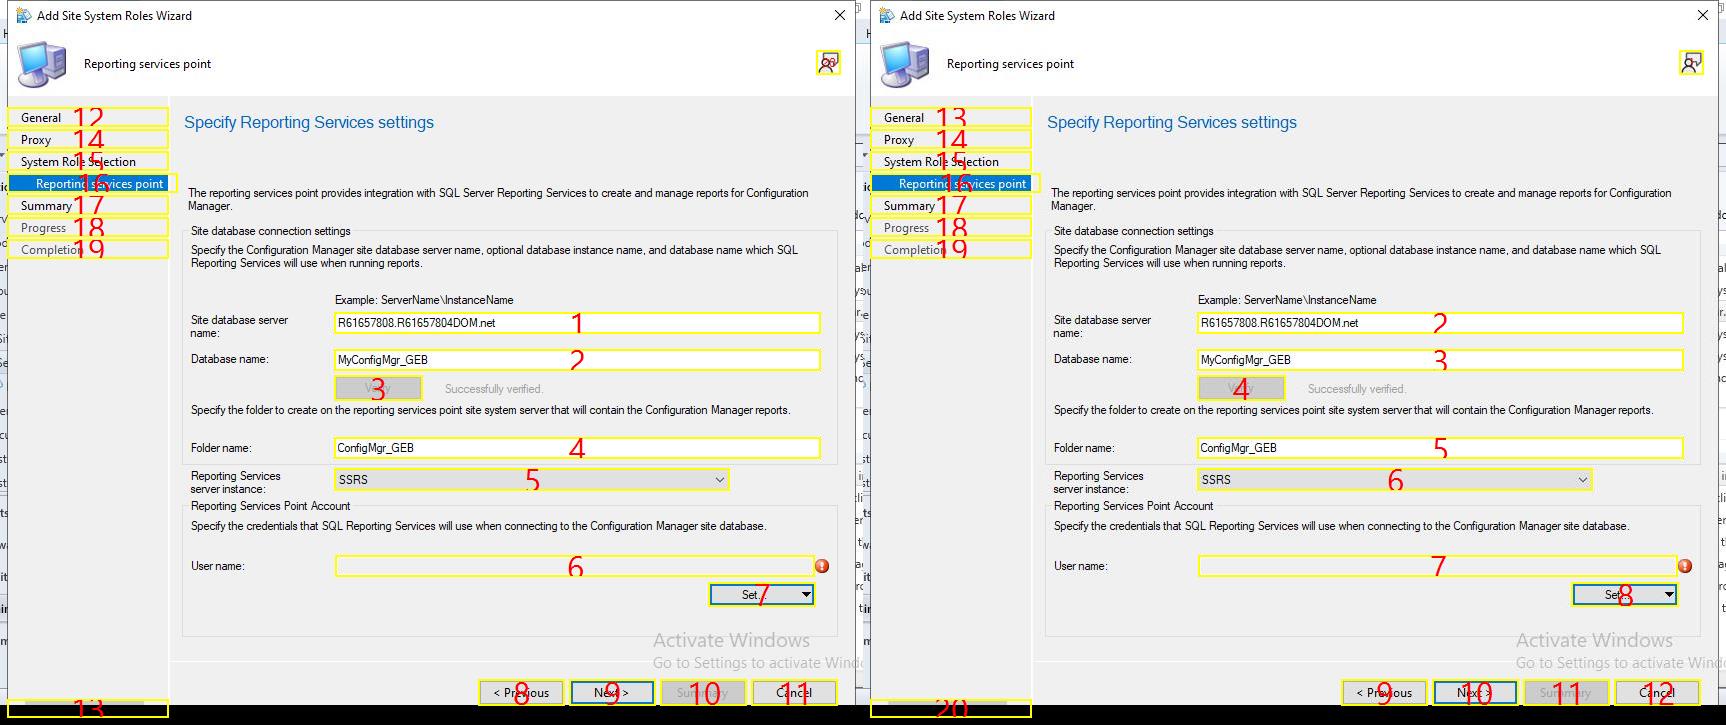 Add Site System Roles Wizard
Reporting services point
20
General 12
Proxy 14
System Role Selection 15
Reporting services point 16
Summary 17
Progress 18
Completion 19
13
Specify Reporting Services settings
The reporting services point provides integration with SQL Server Reporting Services to create and manage reports for Configuration
Manager.
Site database connection settings
Specify the Configuration Manager site database server name, optional database instance name, and database name which SQL
Reporting Services will use when running reports.
Example: ServerName\InstanceName
Site database server
name:
R61657808.R61657804DOM.net 1
Database name: MyConfigMgr_GEB 2
3 Successfully verified.
Specify the folder to create on the reporting services point site system server that will contain the Configuration Manager reports.
Folder name: ConfigMgr_GEB 4
Reporting Services
server instance:
SSRS 5
Reporting Services Point Account
Specify the credentials that SQL Reporting Services will use when connecting to the Configuration Manager site database.
User name: 6
Set... 7
Activate Windows
Go to Settings to activate Windo
< Previous 8 Next > 9 Summary 10 Cancel 11
Add Site System Roles Wizard
Reporting services point
1
General 13
Proxy 14
System Role Selection 15
Reporting services point 16
Summary 17
Progress 18
Completion 19
20
Specify Reporting Services settings
The reporting services point provides integration with SQL Server Reporting Services to create and manage reports for Configuration
Manager.
Site database connection settings
Specify the Configuration Manager site database server name, optional database instance name, and database name which SQL
Reporting Services will use when running reports.
Example: ServerName\InstanceName
Site database server
name:
R61657808.R61657804DOM.net 2
Database name: MyConfigMgr_GEB 3
4 Successfully verified.
Specify the folder to create on the reporting services point site system server that will contain the Configuration Manager reports.
Folder name: ConfigMgr_GEB 5
Reporting Services
server instance:
SSRS 6
Reporting Services Point Account
Specify the credentials that SQL Reporting Services will use when connecting to the Configuration Manager site database.
User name: 7
Set... 8
Activate Windows
Go to Settings to activate Windo
< Previous 9 Next > 10 Summary 11 Cancel 12